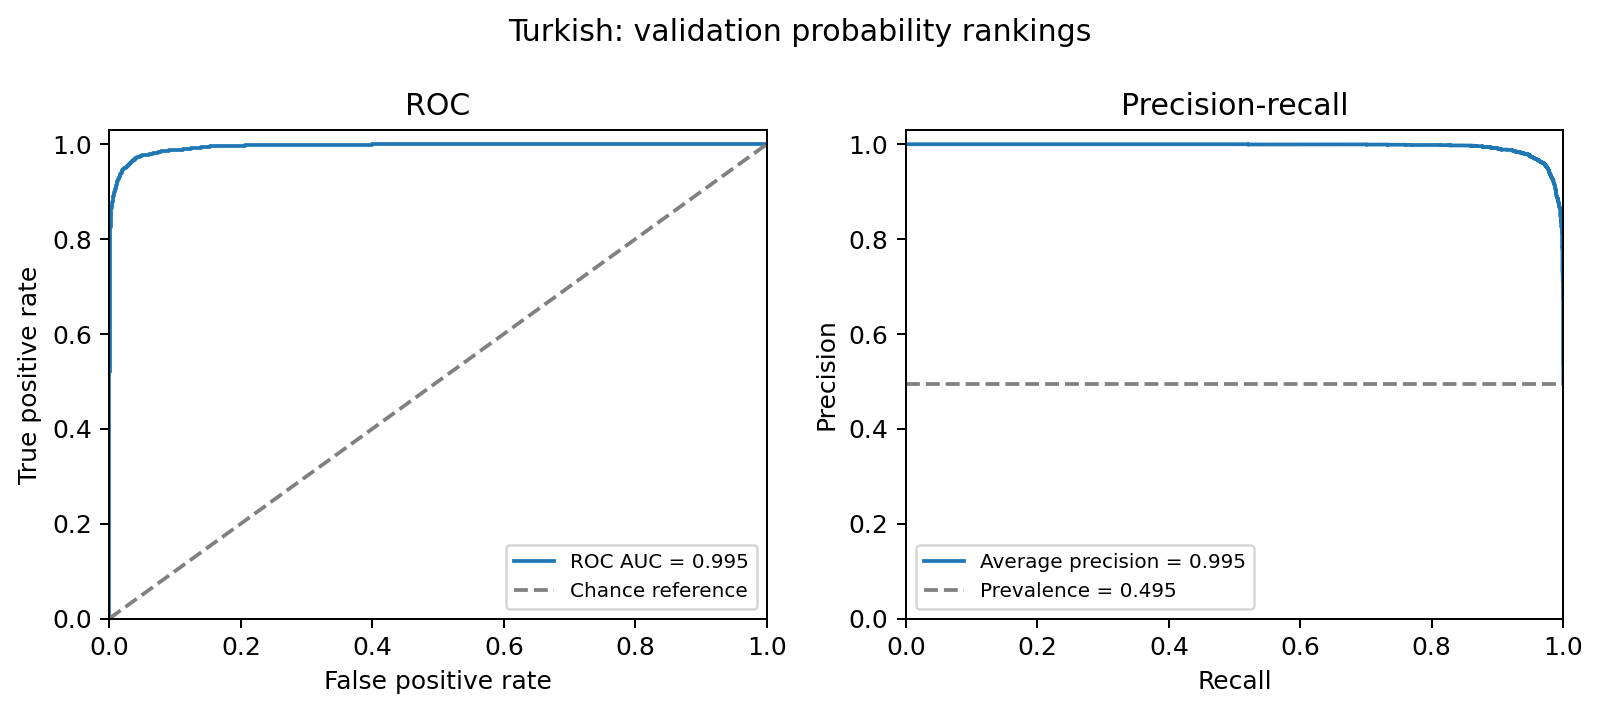 Turkish: validation probability rankings
ROC
True positive rate
1.0
0.8
0.6
0.4
0.2
0.0
0.0 0.2 0.4 0.6 0.8 1.0
False positive rate
ROC AUC = 0.995
Chance reference
Precision-recall
Precision
1.0
0.8
0.6
0.4
0.2
0.0
0.0 0.2 0.4 0.6 0.8 1.0
Recall
Average precision = 0.995
Prevalence = 0.495